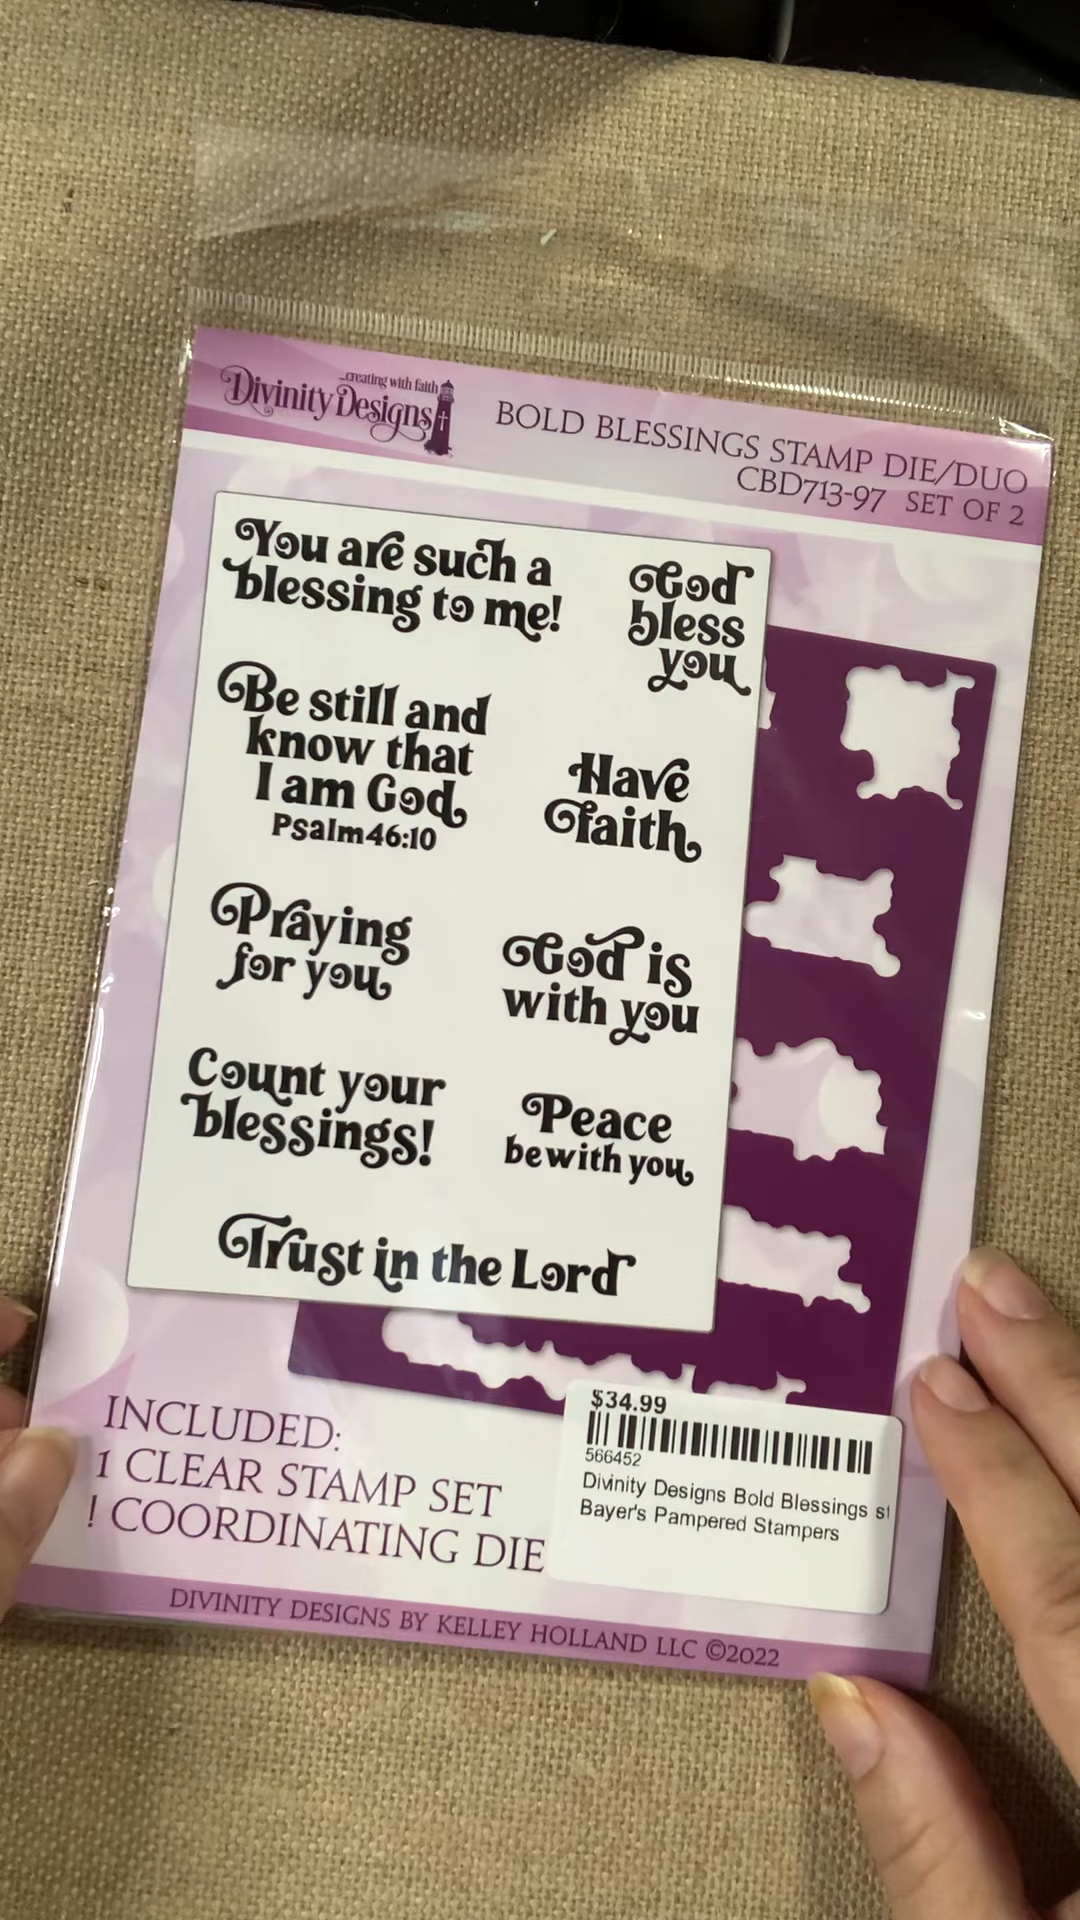 ...creating with faith
Divinity Designs
BOLD BLESSINGS STAMP DIE/DUO
CBD713-97 SET OF 2
You are such a
blessing to me!
God
bless
you
Be still and
know that
I am God
Psalm 46:10
Have
faith
Praying
for you
God is
with you
Count your
blessings!
Peace
be with you
Trust in the Lord
INCLUDED:
1 CLEAR STAMP SET
! COORDINATING DIE
$34.99
566452
Divinity Designs Bold Blessings st
Bayer's Pampered Stampers
DIVINITY DESIGNS BY KELLEY HOLLAND LLC ©2022